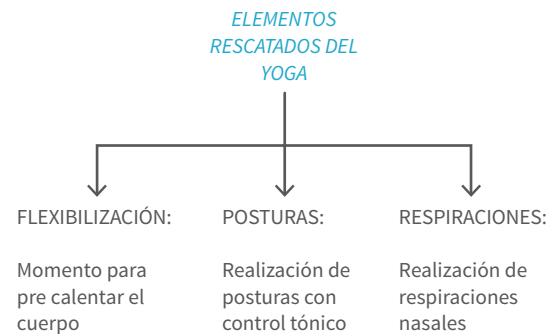 ELEMENTOS
RESCATADOS DEL
YOGA
FLEXIBILIZACIÓN:
Momento para
pre calentar el
cuerpo
POSTURAS:
Realización de
posturas con
control tónico
RESPIRACIONES:
Realización de
respiraciones
nasales